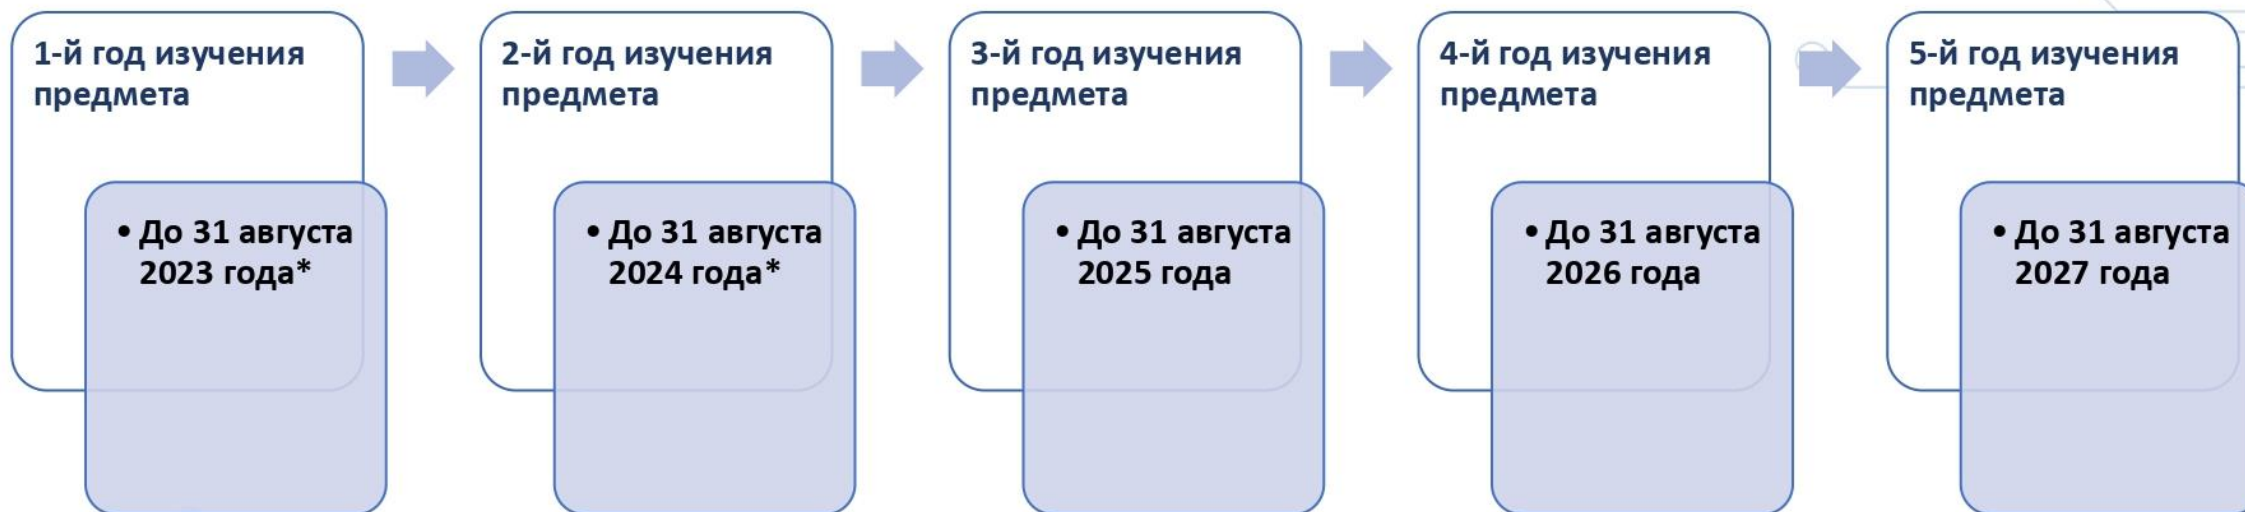 1-й год изучения
предмета
• До 31 августа
2023 года*
2-й год изучения
предмета
• До 31 августа
2024 года*
3-й год изучения
предмета
• До 31 августа
2025 года
4-й год изучения
предмета
• До 31 августа
2026 года
5-й год изучения
предмета
• До 31 августа
2027 года